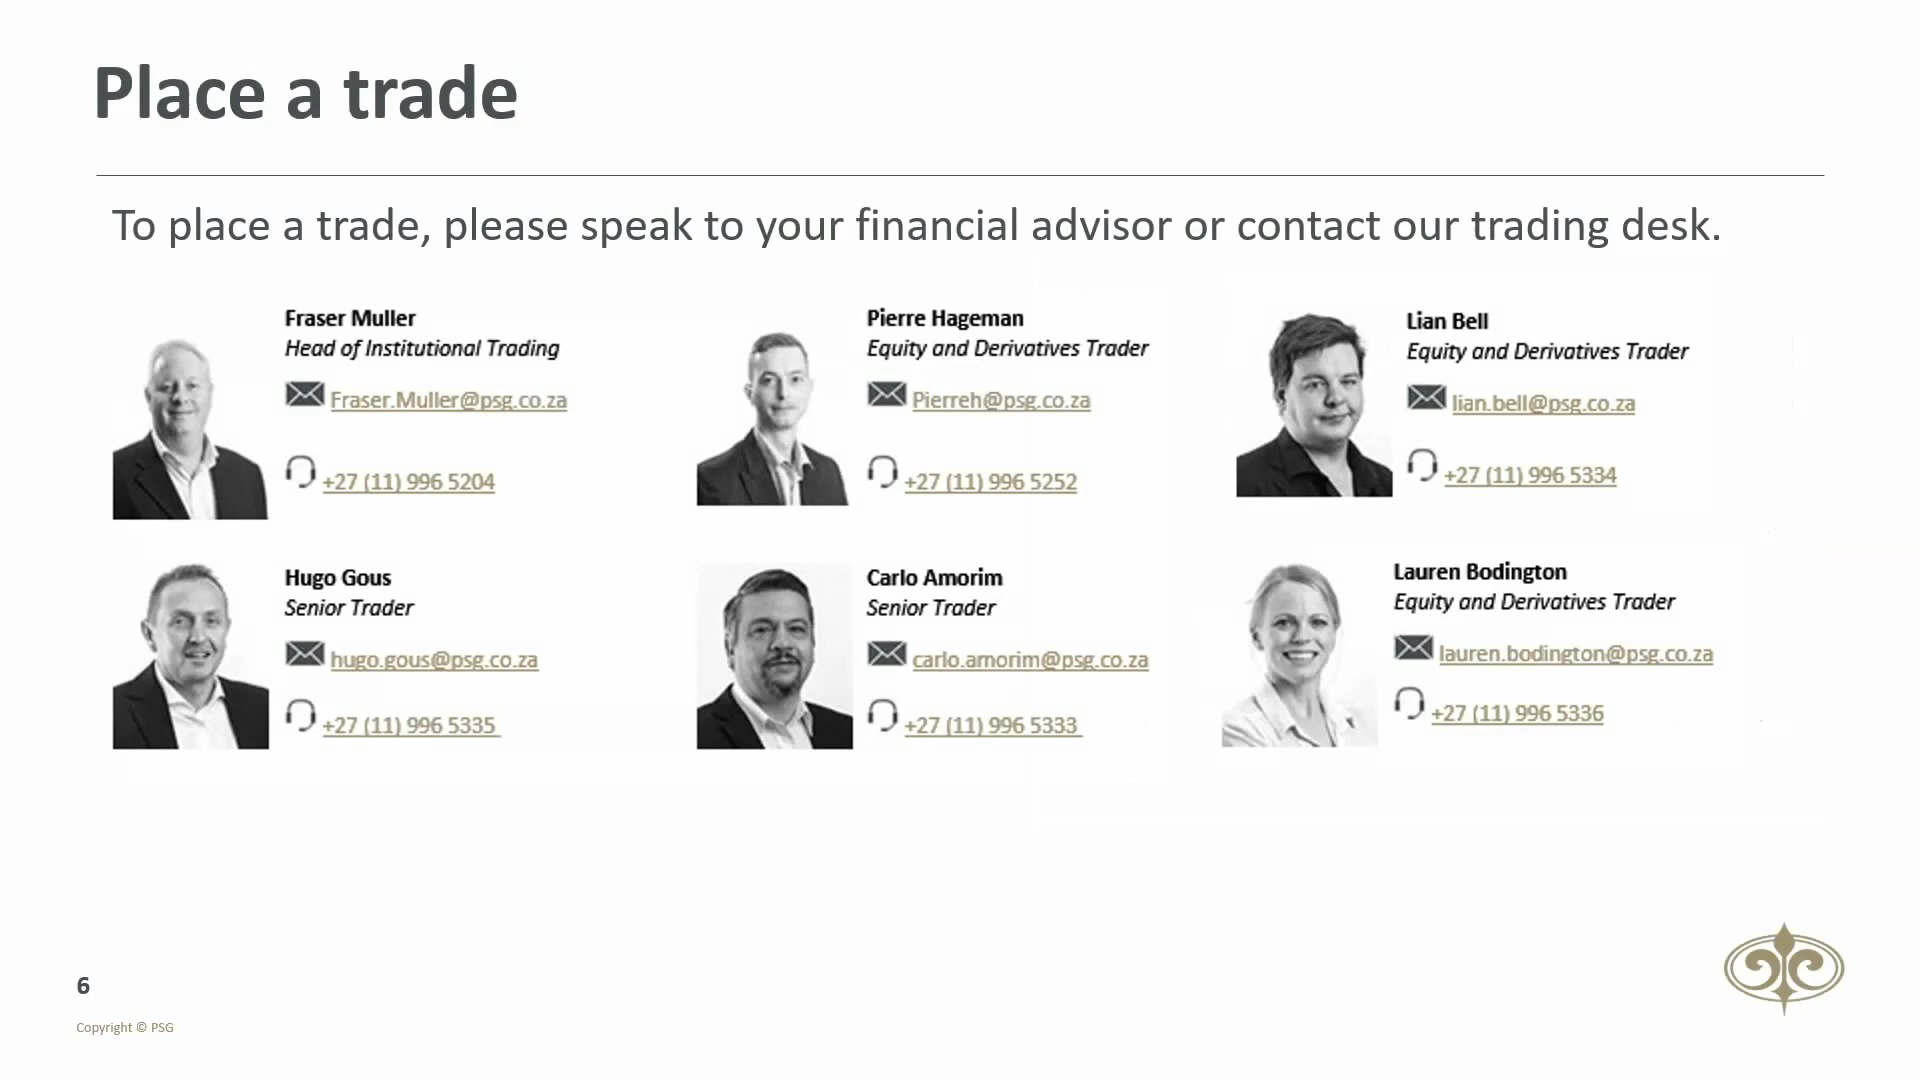 Place a trade
To place a trade, please speak to your financial advisor or contact our trading desk.
Fraser Muller
Head of Institutional Trading
Fraser.Muller@psg.co.za
+27 (11) 996 5204
Pierre Hageman
Equity and Derivatives Trader
Pierreh@psg.co.za
+27 (11) 996 5252
Lian Bell
Equity and Derivatives Trader
lian.bell@psg.co.za
+27 (11) 996 5334
Hugo Gous
Senior Trader
hugo.gous@psg.co.za
+27 (11) 996 5335
Carlo Amorim
Senior Trader
carlo.amorim@psg.co.za
+27 (11) 996 5333
Lauren Bodington
Equity and Derivatives Trader
lauren.bodington@psg.co.za
+27 (11) 996 5336
6
Copyright © PSG